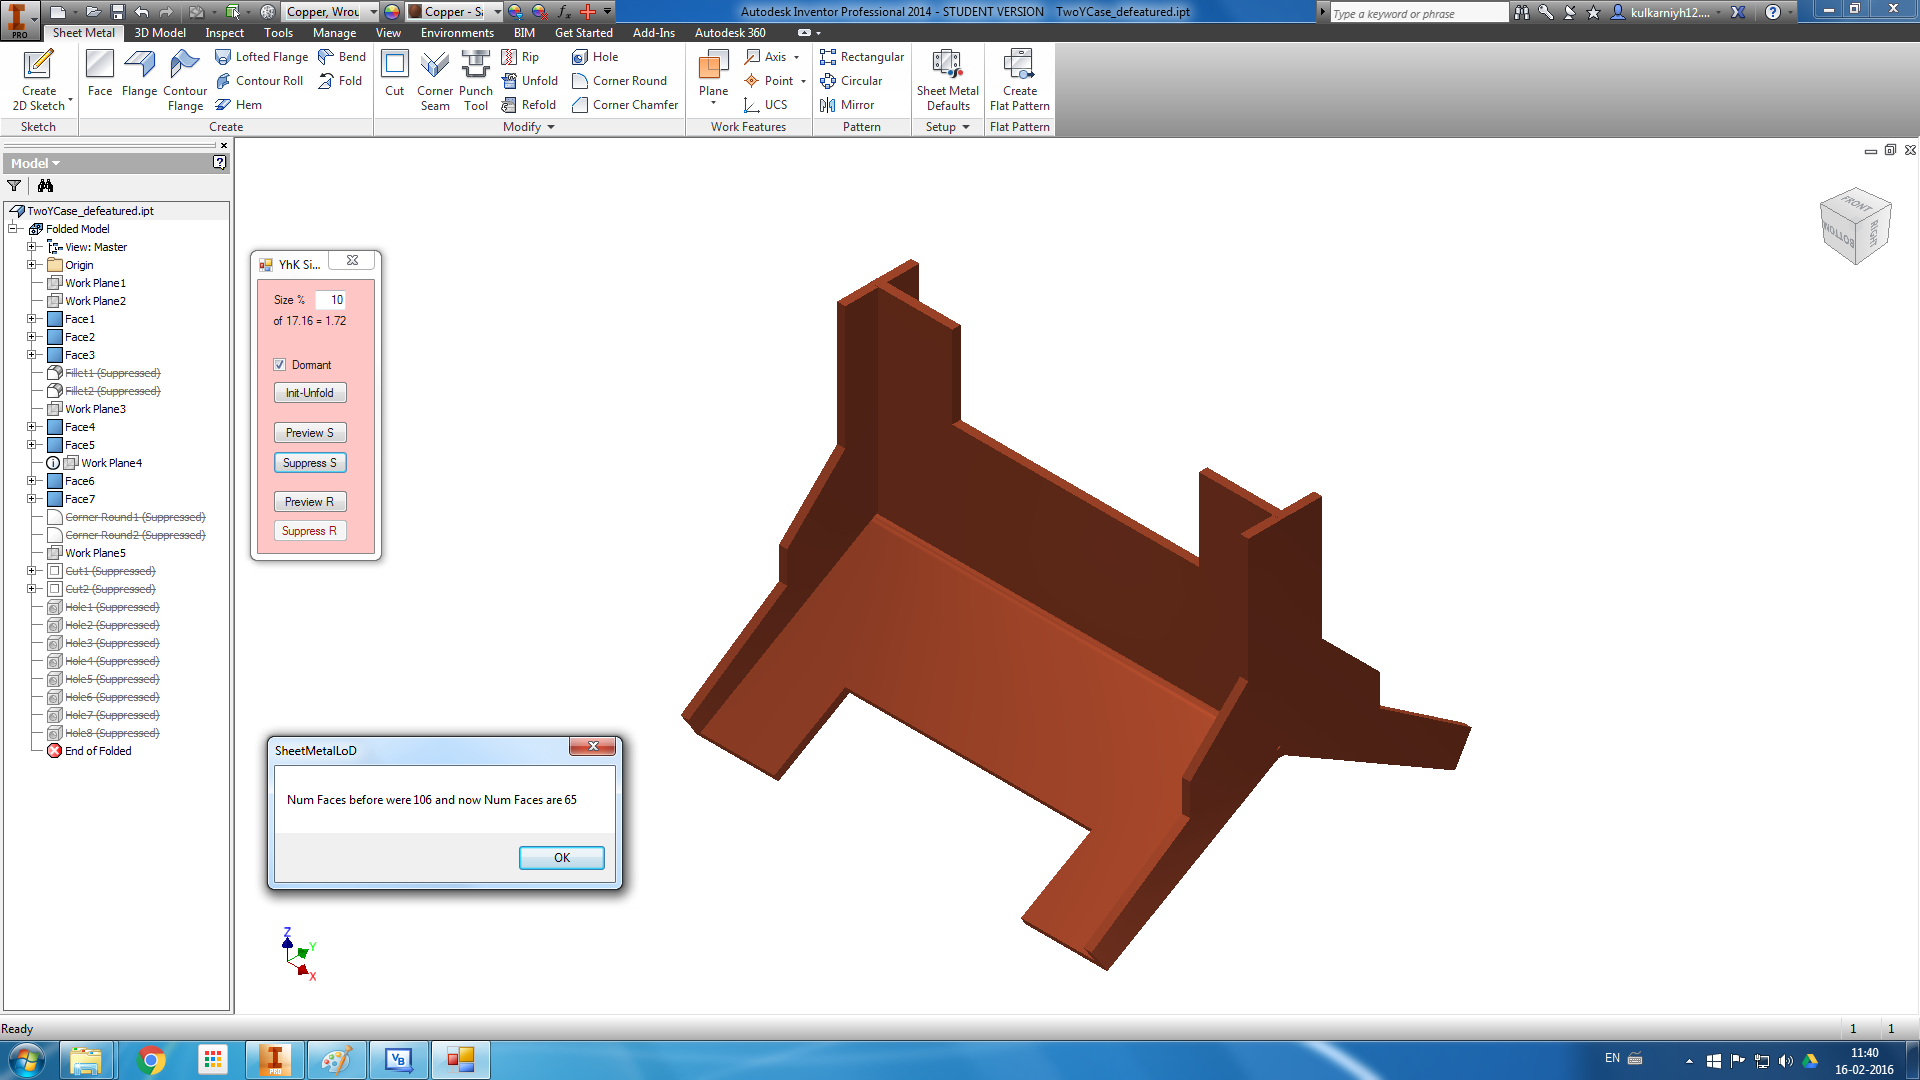 PRO
Copper, Wrou
Copper - Sa
Autodesk Inventor Professional 2014 - STUDENT VERSION TwoYCase_defeatured.ipt
Type a keyword or phrase
kulkarniyh12....
Sheet Metal 3D Model Inspect Tools Manage View Environments BIM Get Started Add-Ins Autodesk 360
Create
2D Sketch
Face
Flange
Contour
Flange
Lofted Flange
Contour Roll
Hem
Bend
Fold
Cut
Corner
Seam
Punch
Tool
Rip
Unfold
Refold
Hole
Corner Round
Corner Chamfer
Plane
Axis
Point
UCS
Rectangular
Circular
Mirror
Sheet Metal
Defaults
Create
Flat Pattern
Sketch Create Modify Work Features Pattern Setup Flat Pattern
Model
TwoYCase_defeatured.ipt
Folded Model
View: Master
Origin
Work Plane1
Work Plane2
Face1
Face2
Face3
Fillet1 (Suppressed)
Fillet2 (Suppressed)
Work Plane3
Face4
Face5
Work Plane4
Face6
Face7
Corner Round1 (Suppressed)
Corner Round2 (Suppressed)
Work Plane5
Cut1 (Suppressed)
Cut2 (Suppressed)
Hole1 (Suppressed)
Hole2 (Suppressed)
Hole3 (Suppressed)
Hole4 (Suppressed)
Hole5 (Suppressed)
Hole6 (Suppressed)
Hole7 (Suppressed)
Hole8 (Suppressed)
End of Folded
YhK Si...
Size % 10
of 17.16 = 1.72
Dormant
Init-Unfold
Preview S
Suppress S
Preview R
Suppress R
SheetMetalLoD
Num Faces before were 106 and now Num Faces are 65
OK
FRONT
BOTTOM
RIGHT
Z
Y
X
Ready
1 1
PRO
VB
EN
11:40
16-02-2016